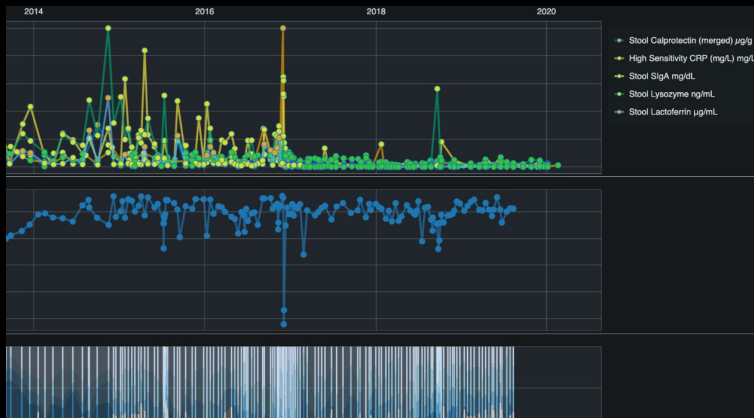 2014 2016 2018 2020
Stool Calprotectin (merged) µg/g
High Sensitivity CRP (mg/L) mg/L
Stool SIgA mg/dL
Stool Lysozyme ng/mL
Stool Lactoferrin µg/mL